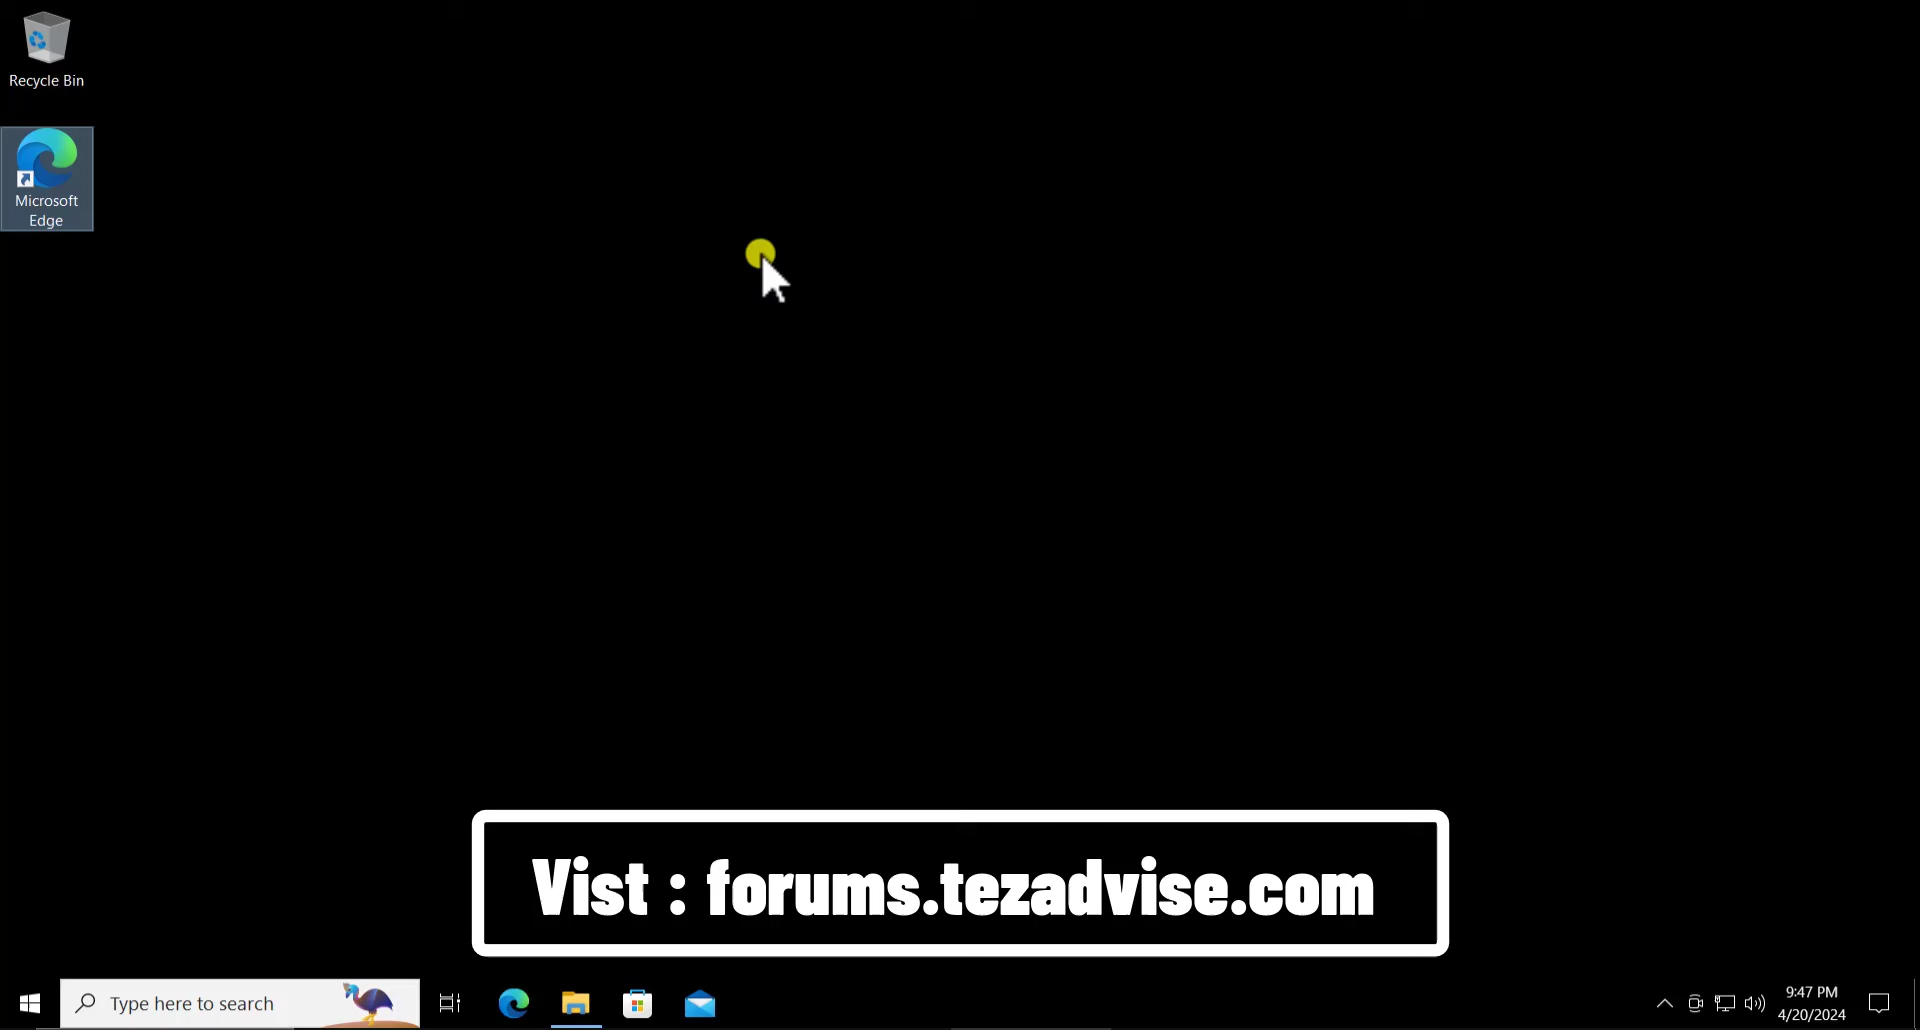 Recycle Bin
Microsoft
Edge
Vist : forums.tezadvise.com
Type here to search
9:47 PM
4/20/2024